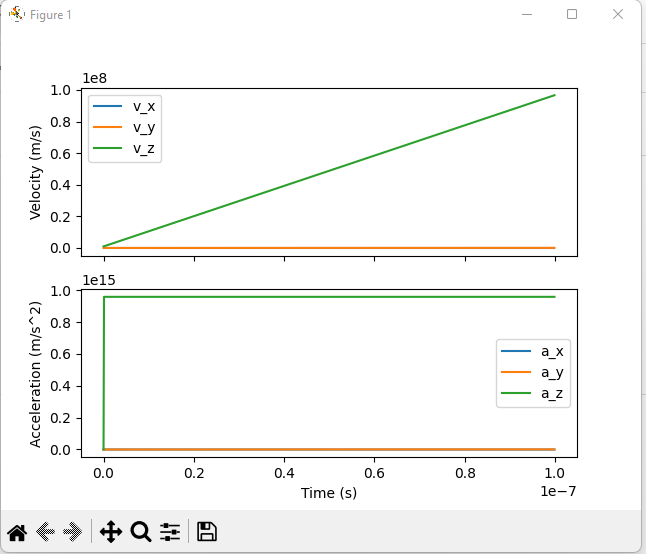 Figure 1
1e8
1.0
0.8
0.6
0.4
0.2
0.0
Velocity (m/s)
v_x
v_y
v_z
1e15
1.0
0.8
0.6
0.4
0.2
0.0
Acceleration (m/s^2)
a_x
a_y
a_z
0.0 0.2 0.4 0.6 0.8 1.0
Time (s)
1e-7